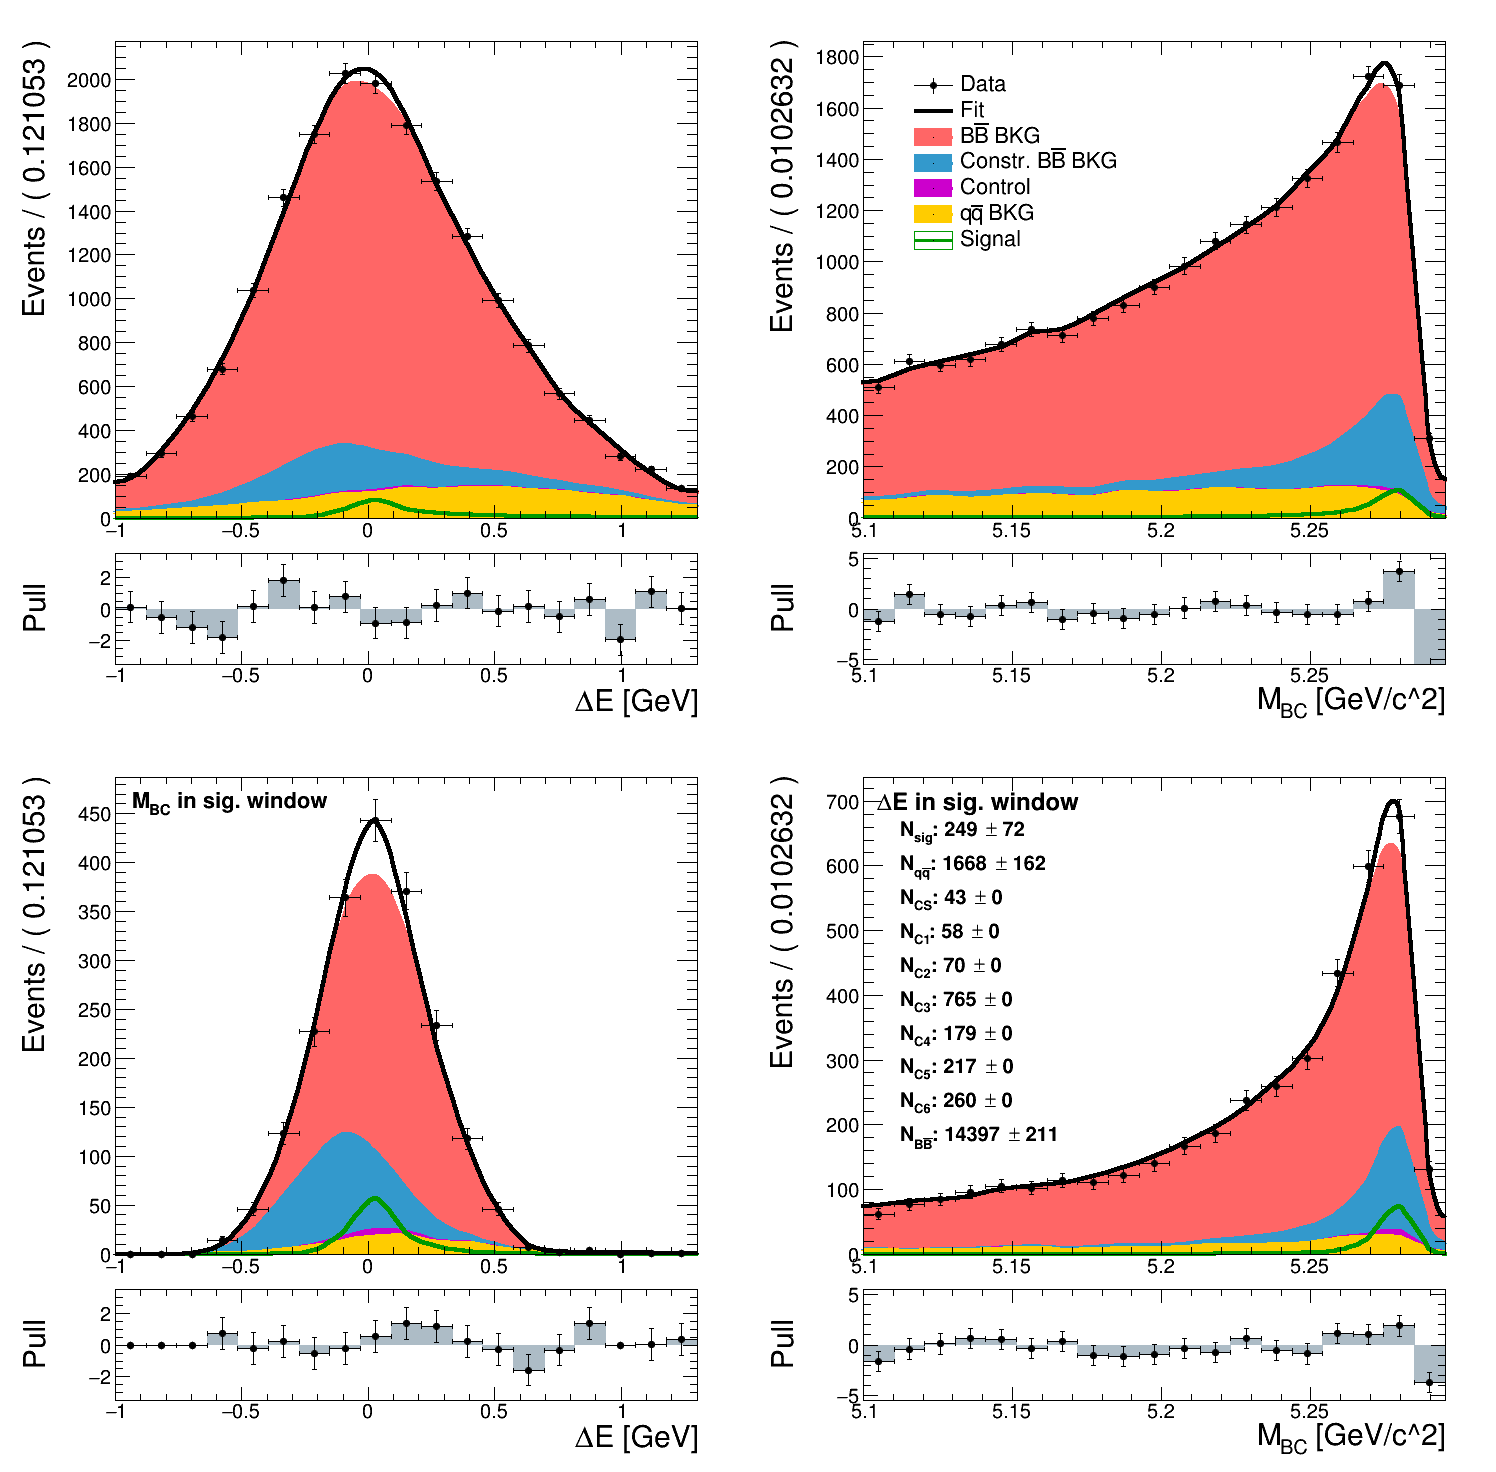 Events / ( 0.121053 )
2000
1800
1600
1400
1200
1000
800
600
400
200
0
−1 −0.5 0 0.5 1
Pull
2
0
−2
−1 −0.5 0 0.5 1
ΔE [GeV]
Events / ( 0.0102632 )
1800
1600
1400
1200
1000
800
600
400
200
0
Data
Fit
BB̅ BKG
Constr. BB̅ BKG
Control
qq̅ BKG
Signal
5.1 5.15 5.2 5.25
Pull
5
0
−5
5.1 5.15 5.2 5.25
M_BC [GeV/c^2]
Events / ( 0.121053 )
M_BC in sig. window
450
400
350
300
250
200
150
100
50
0
−1 −0.5 0 0.5 1
Pull
2
0
−2
−1 −0.5 0 0.5 1
ΔE [GeV]
Events / ( 0.0102632 )
700
600
500
400
300
200
100
0
ΔE in sig. window
N_sig: 249 ± 72
N_qq̅: 1668 ± 162
N_CS: 43 ± 0
N_C1: 58 ± 0
N_C2: 70 ± 0
N_C3: 765 ± 0
N_C4: 179 ± 0
N_C5: 217 ± 0
N_C6: 260 ± 0
N_BB̅: 14397 ± 211
5.1 5.15 5.2 5.25
Pull
5
0
−5
5.1 5.15 5.2 5.25
M_BC [GeV/c^2]